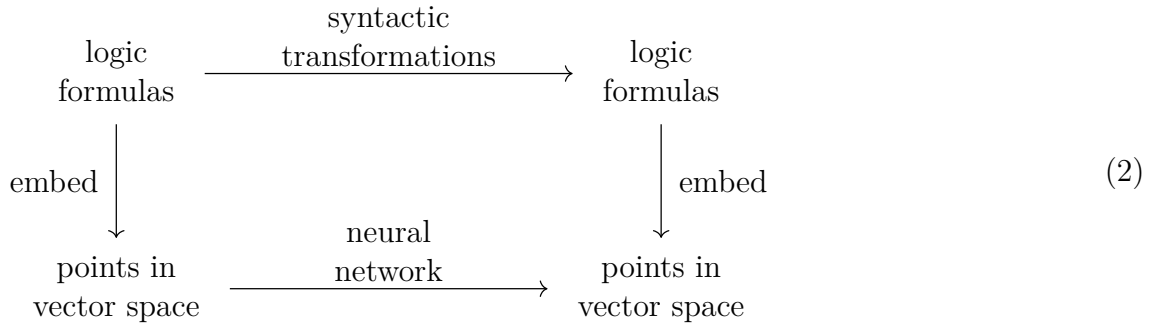 syntactic
transformations
logic
formulas
logic
formulas
embed
embed
(2)
neural
network
points in
vector space
points in
vector space